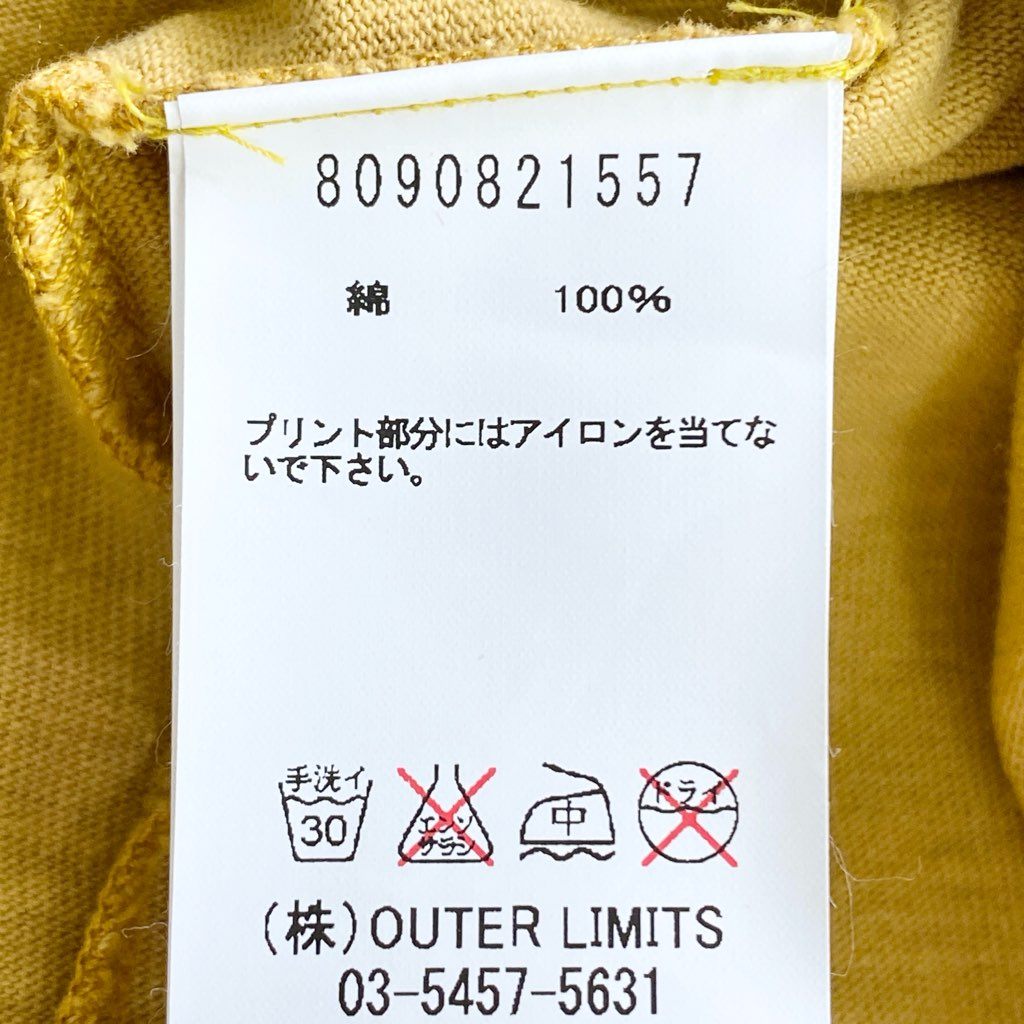 8090821557
綿 100%
プリント部分にはアイロンを当てな
いで下さい。
手洗イ 30
エンソ サラシ
中
ドライ
(株)OUTER LIMITS
03-5457-5631